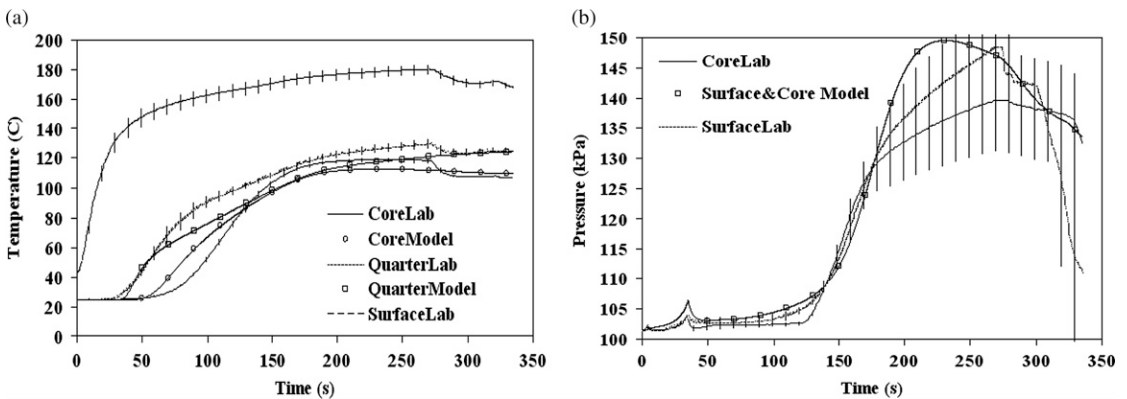 (a)
200
180
160
140
120
100
80
60
40
20
0
Temperature (C)
CoreLab
CoreModel
QuarterLab
QuarterModel
SurfaceLab
0 50 100 150 200 250 300 350
Time (s)
(b)
150
145
140
135
130
125
120
115
110
105
100
Pressure (kPa)
CoreLab
Surface&Core Model
SurfaceLab
0 50 100 150 200 250 300 350
Time (s)